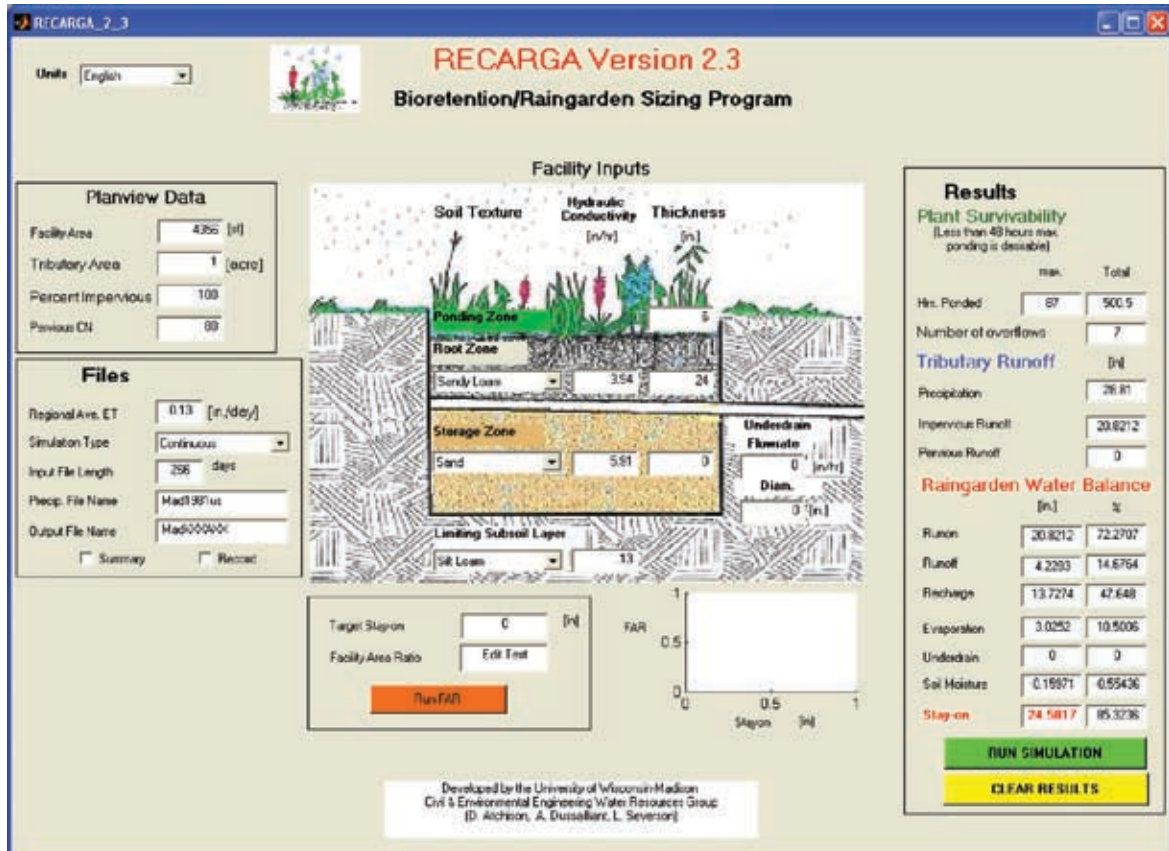 RECARGA_2_3
Units English
RECARGA Version 2.3
Bioretention/Raingarden Sizing Program
Planview Data
Facility Area 4356 [sf]
Tributary Area 1 [acre]
Percent Impervious 100
Pervious CN 80
Files
Regional Ave. ET 0.13 [in./day]
Simulation Type Continuous
Input File Length 256 days
Precip. File Name Mad1981us
Output File Name
Summary Record
Facility Inputs
Soil Texture Hydraulic Conductivity Thickness
[in/hr] [in.]
Ponding Zone 6
Root Zone
Sandy Loam 3.94 24
Storage Zone
Sand 5.91 0
Underdrain
Flowrate
0 [in/hr]
Diam.
0 [in.]
Limiting Subsoil Layer
Silt Loam .13
Target Stay-on 0 [in]
Facility Area Ratio Edit Text
Run FAR
FAR
1
0.5
0
0 0.5 1
Stay-on [in]
Developed by the University of Wisconsin-Madison
Civil & Environmental Engineering Water Resources Group
(D. Atchison, A. Dussaillant, L. Severson)
Results
Plant Survivability
(Less than 48 hours max.
ponding is desirable)
max. Total
Hrs. Ponded 87 500.5
Number of overflows 7
Tributary Runoff [in]
Precipitation 28.81
Impervious Runoff 20.8212
Pervious Runoff 0
Raingarden Water Balance
[in.] %
Runon 20.8212 72.2707
Runoff 4.2283 14.6764
Recharge 13.7274 47.648
Evaporation 3.0252 10.5006
Underdrain 0 0
Soil Moisture 0.15971 0.55436
Stay-on 24.5817 85.3236
RUN SIMULATION
CLEAR RESULTS